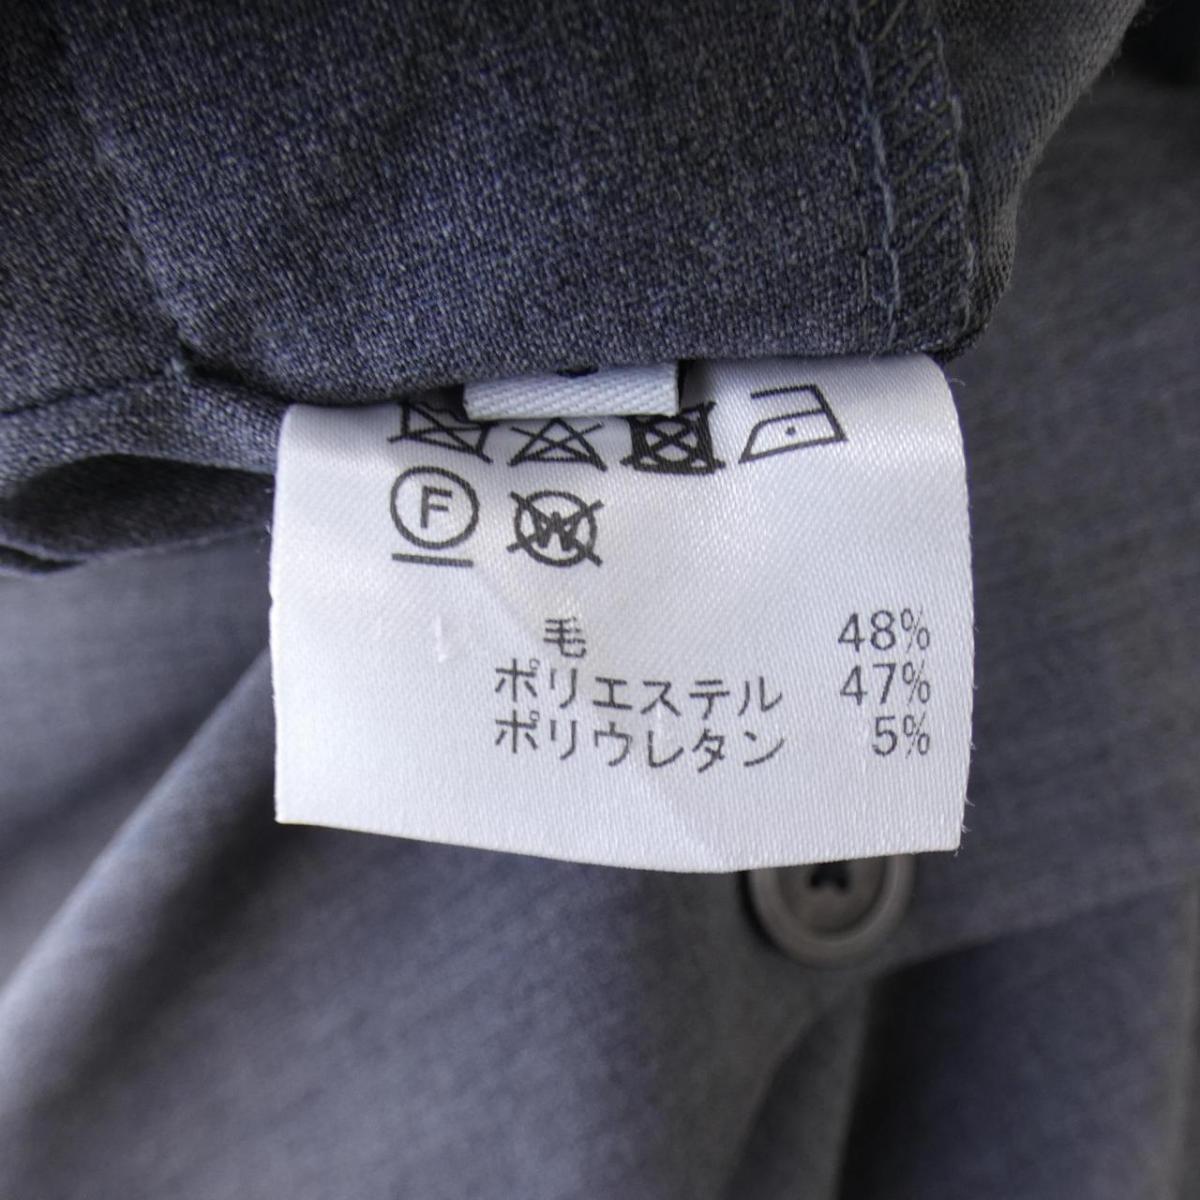 F W
毛 48%
ポリエステル 47%
ポリウレタン 5%